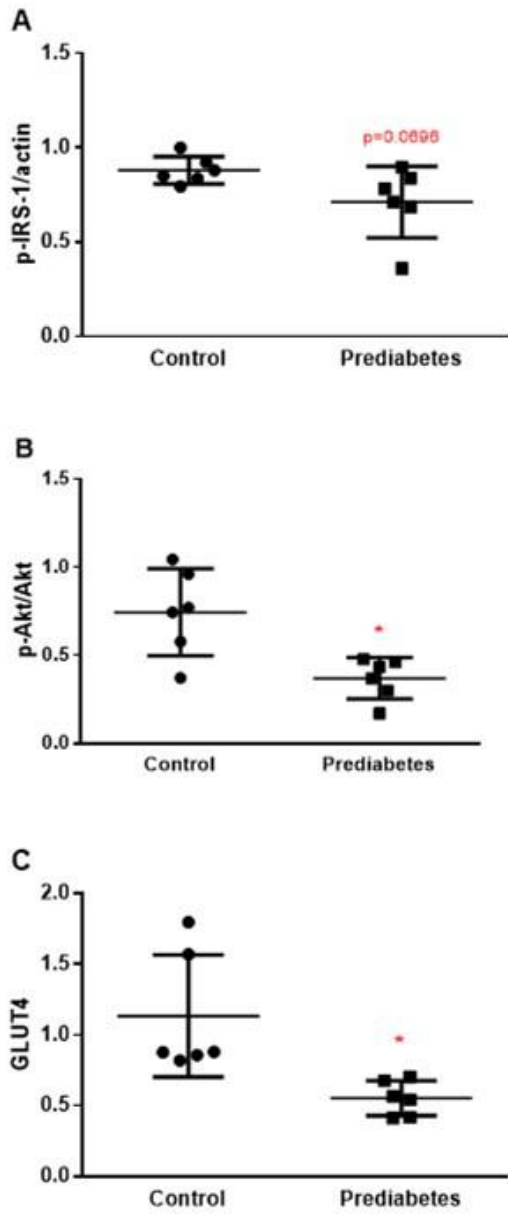 A
1.5
1.0
0.5
0.0
p-IRS-1/actin
p=0.0696
Control Prediabetes
B
1.5
1.0
0.5
0.0
p-Akt/Akt
*
Control Prediabetes
C
2.0
1.5
1.0
0.5
0.0
GLUT4
*
Control Prediabetes